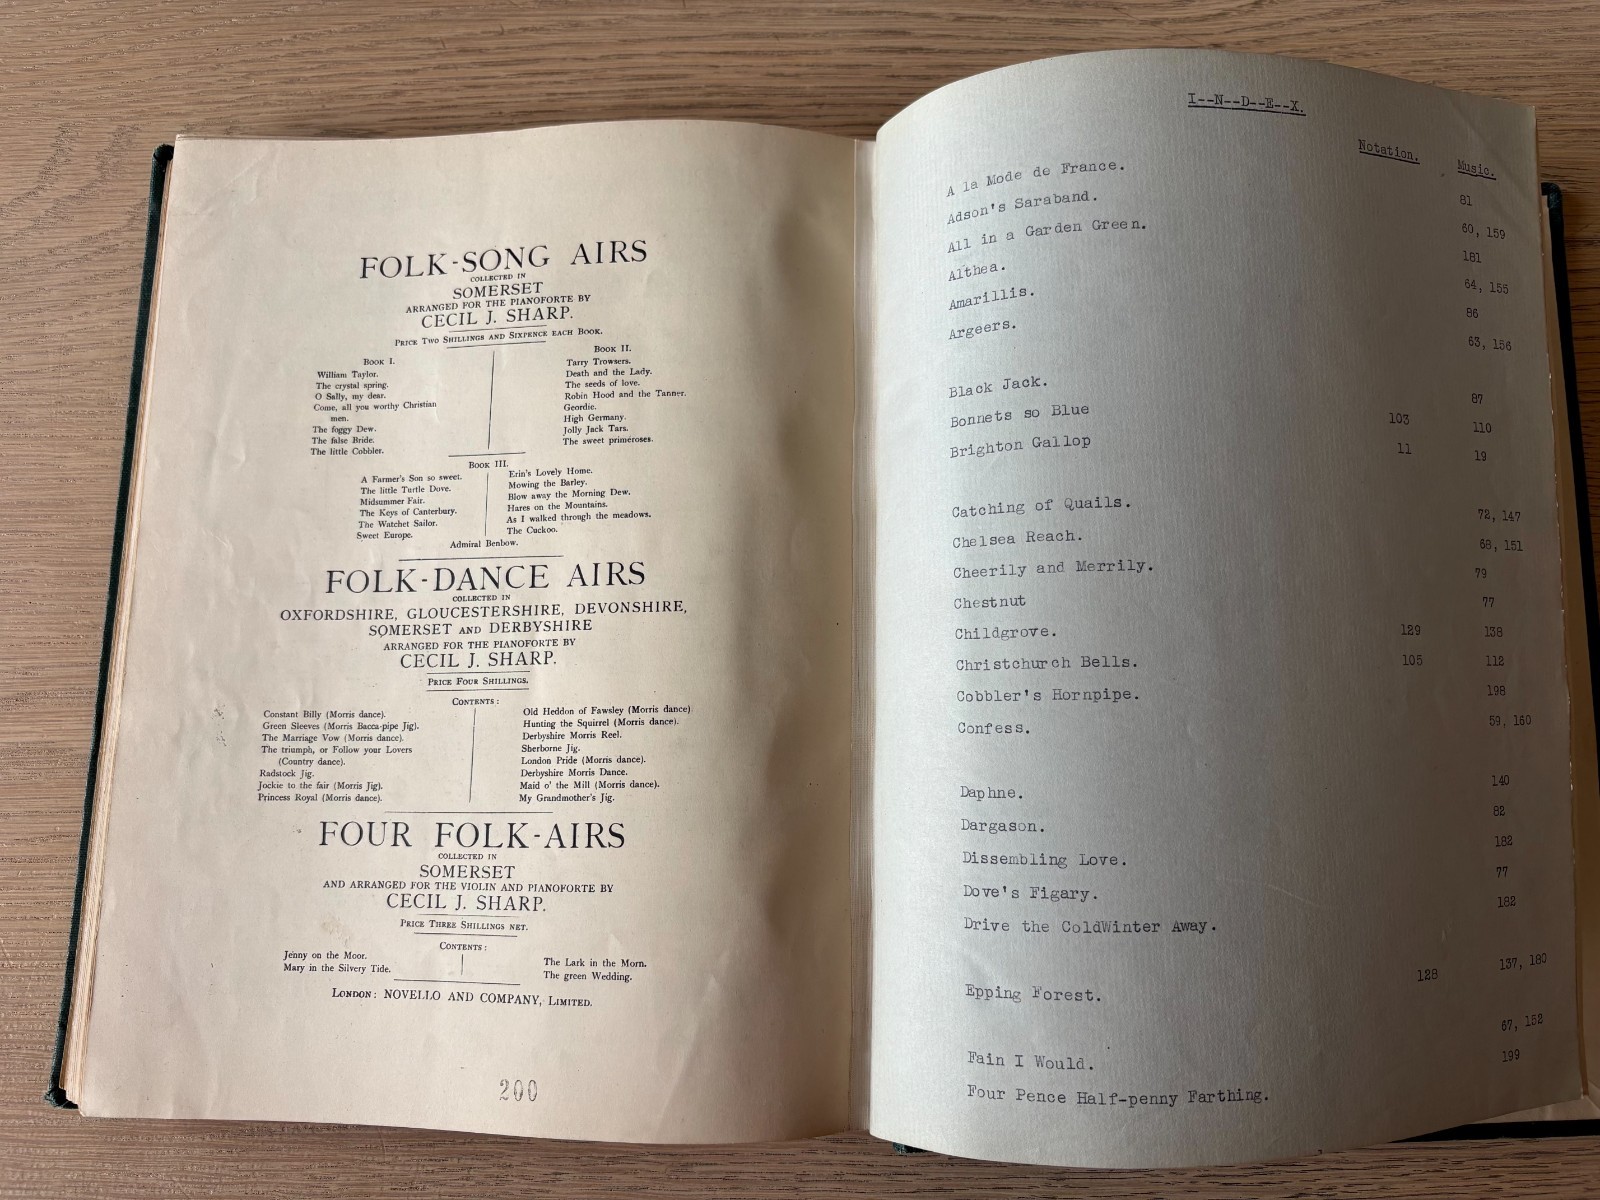 FOLK-SONG AIRS
COLLECTED IN
SOMERSET
ARRANGED FOR THE PIANOFORTE BY
CECIL J. SHARP.
PRICE TWO SHILLINGS AND SIXPENCE EACH BOOK.
BOOK I.
William Taylor.
The crystal spring.
O Sally, my dear.
Come, all you worthy Christian
men.
The foggy Dew.
The false Bride.
The little Cobbler.
BOOK II.
Tarry Trowsers.
Death and the Lady.
The seeds of love.
Robin Hood and the Tanner.
Geordie.
High Germany.
Jolly Jack Tars.
The sweet primeroses.
BOOK III.
A Farmer's Son so sweet.
The little Turtle Dove.
Midsummer Fair.
The Keys of Canterbury.
The Watchet Sailor.
Sweet Europe.
Erin's Lovely Home.
Mowing the Barley.
Blow away the Morning Dew.
Hares on the Mountains.
As I walked through the meadows.
The Cuckoo.
Admiral Benbow.
FOLK-DANCE AIRS
COLLECTED IN
OXFORDSHIRE, GLOUCESTERSHIRE, DEVONSHIRE,
SOMERSET AND DERBYSHIRE
ARRANGED FOR THE PIANOFORTE BY
CECIL J. SHARP.
PRICE FOUR SHILLINGS.
CONTENTS:
Constant Billy (Morris dance).
Green Sleeves (Morris Bacca-pipe Jig).
The Marriage Vow (Morris dance).
The triumph, or Follow your Lovers
(Country dance).
Radstock Jig.
Jockie to the fair (Morris Jig).
Princess Royal (Morris dance).
Old Heddon of Fawsley (Morris dance)
Hunting the Squirrel (Morris dance).
Derbyshire Morris Reel.
Sherborne Jig.
London Pride (Morris dance).
Derbyshire Morris Dance.
Maid o' the Mill (Morris dance).
My Grandmother's Jig.
FOUR FOLK-AIRS
COLLECTED IN
SOMERSET
AND ARRANGED FOR THE VIOLIN AND PIANOFORTE BY
CECIL J. SHARP.
PRICE THREE SHILLINGS NET.
CONTENTS:
Jenny on the Moor.
Mary in the Silvery Tide.
The Lark in the Morn.
The green Wedding.
LONDON: NOVELLO AND COMPANY, LIMITED.
200
I--N--D--E--X.
Notation. Music.
A la Mode de France. 81
Adson's Saraband. 60, 159
All in a Garden Green. 181
Althea. 64, 155
Amarillis. 86
Argeers. 63, 156
Black Jack. 87
Bonnets so Blue 103 110
Brighton Gallop 11 19
Catching of Quails. 72, 147
Chelsea Reach. 68, 151
Cheerily and Merrily. 79
Chestnut 77
Childgrove. 129 138
Christchurch Bells. 105 112
Cobbler's Hornpipe. 198
Confess. 59, 160
Daphne. 140
Dargason. 82
Dissembling Love. 182
Dove's Figary. 77
Drive the ColdWinter Away. 182
Epping Forest. 128 137, 180
Fain I Would. 67, 152
Four Pence Half-penny Farthing. 199